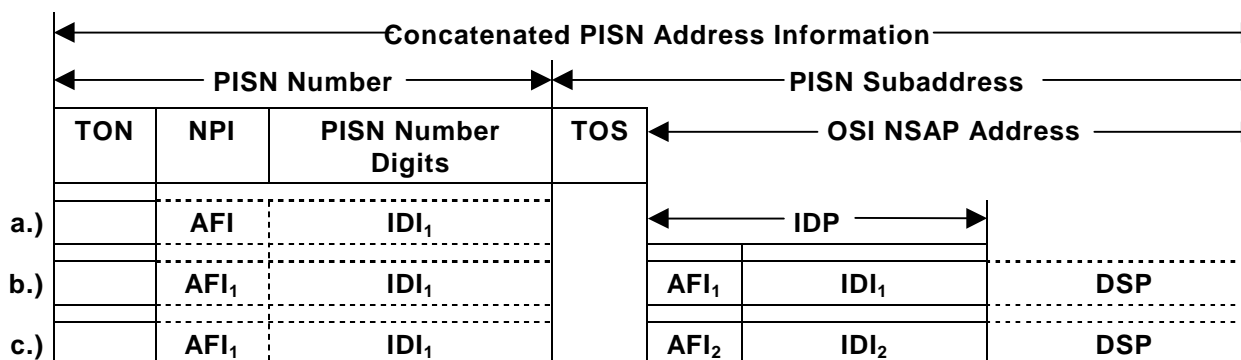 Concatenated PISN Address Information
PISN Number PISN Subaddress
TON NPI PISN Number Digits TOS OSI NSAP Address
a.) AFI IDI₁ IDP
b.) AFI₁ IDI₁ AFI₁ IDI₁ DSP
c.) AFI₁ IDI₁ AFI₂ IDI₂ DSP